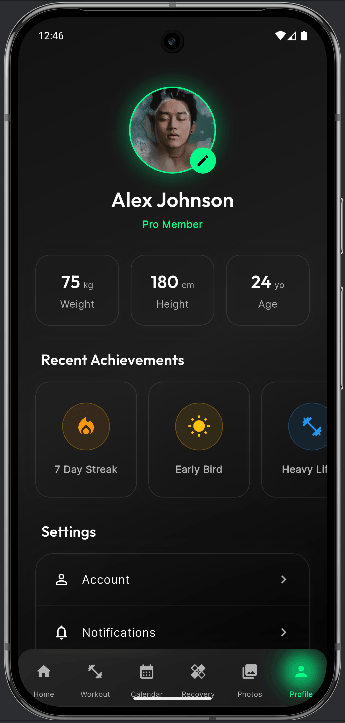 12:46
Alex Johnson
Pro Member
75 kg 180 cm 24 yo
Weight Height Age
Recent Achievements
7 Day Streak Early Bird Heavy Lif
Settings
Account
Notifications
Home Workout Calendar Recovery Photos Profile